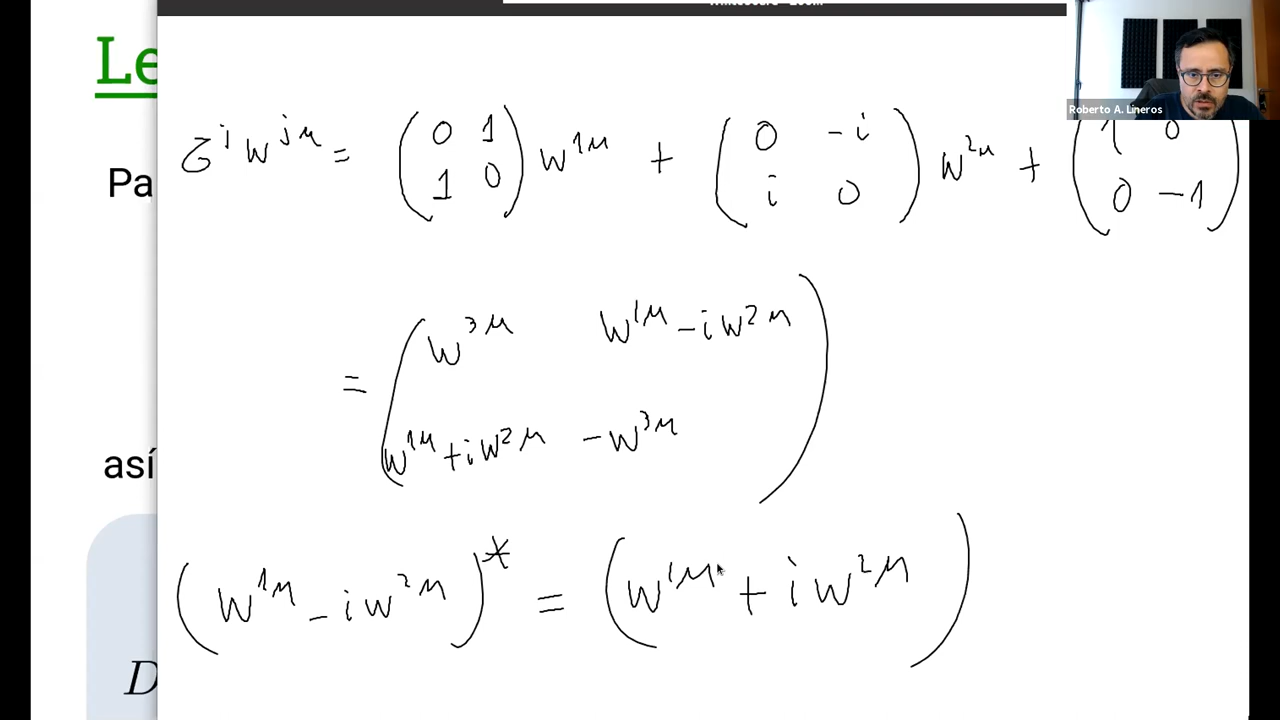 Le
Roberto A. Lineros
σ^i W^{jμ} = (0 1 1 0) W^{1μ} + (0 -i i 0) W^{2μ} + (1 0 0 -1)
Pa
= (W^{3μ} W^{1μ} - iW^{2μ}
W^{1μ} + iW^{2μ} - W^{3μ})
así
(W^{1μ} - iW^{2μ})^* = (W^{1μ} + iW^{2μ})
D